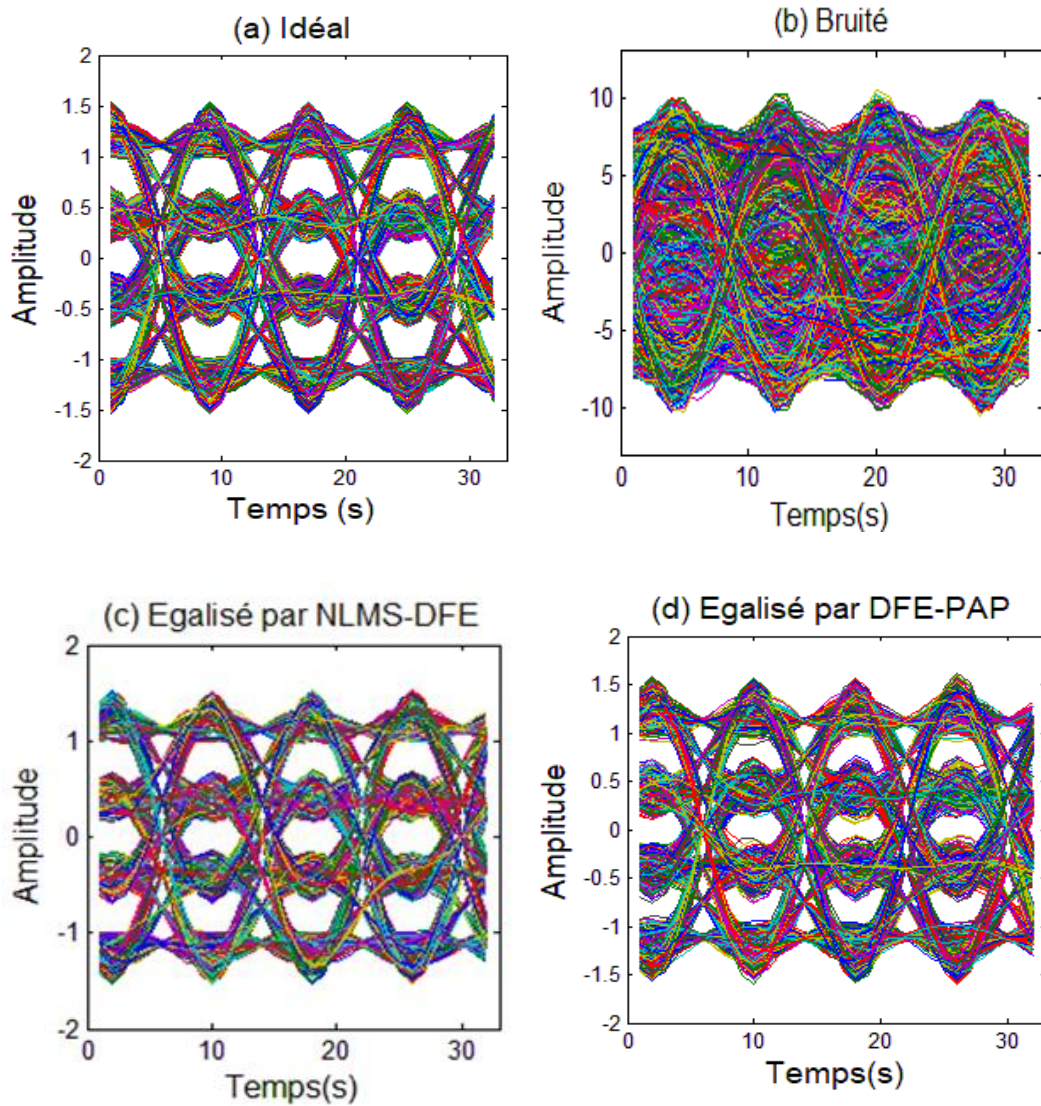 (a) Idéal
2
1.5
1
0.5
0
-0.5
-1
-1.5
-2
Amplitude
0 10 20 30
Temps (s)
(b) Bruité
10
5
0
-5
-10
Amplitude
0 10 20 30
Temps(s)
(c) Egalisé par NLMS-DFE
2
1
0
-1
-2
Amplitude
0 10 20 30
Temps(s)
(d) Egalisé par DFE-PAP
2
1.5
1
0.5
0
-0.5
-1
-1.5
-2
Amplitude
0 10 20 30
Temps(s)